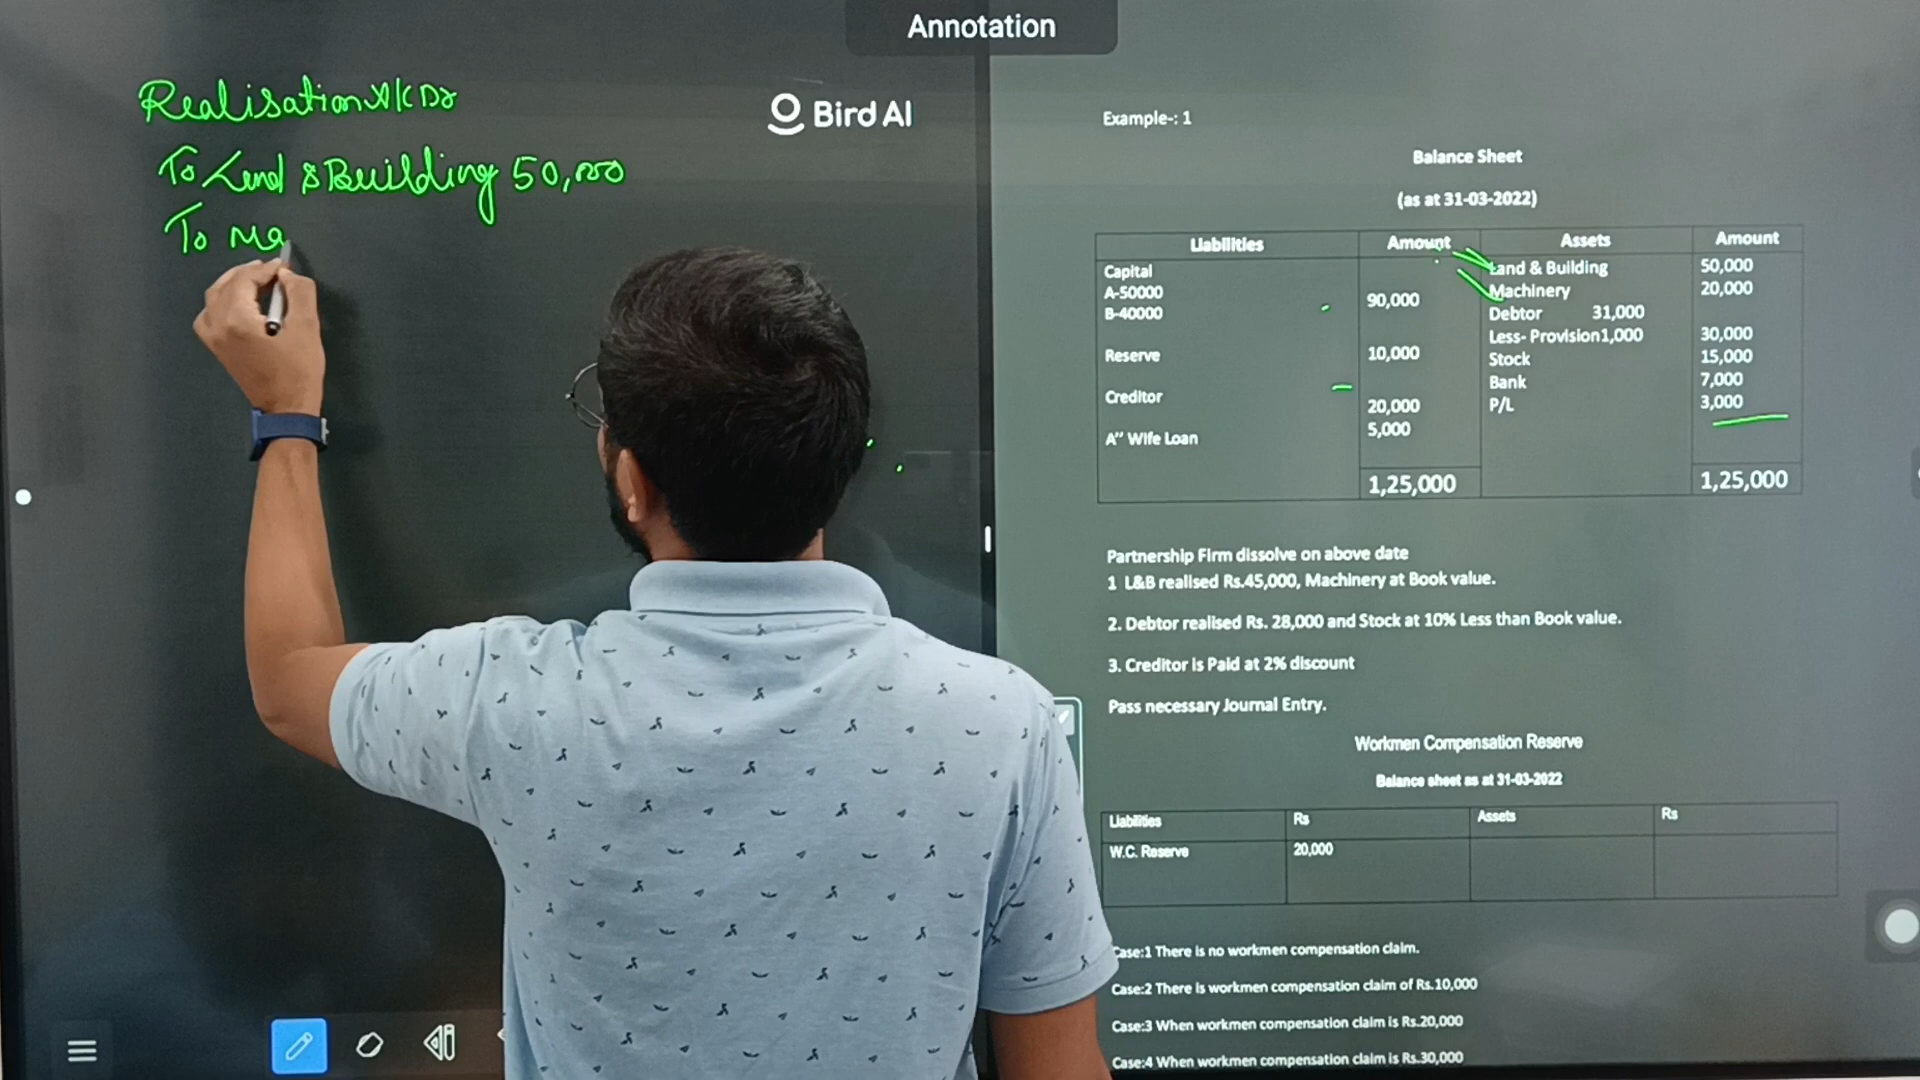 Annotation
Realisation A/c Dr
To Land & Building 50,000
To Ma
Bird AI
Example-: 1
Balance Sheet
(as at 31-03-2022)
Liabilities Amount Assets Amount
Capital Land & Building 50,000
A-50000 90,000 Machinery 20,000
B-40000 Debtor 31,000
Less- Provision1,000 30,000
Reserve 10,000 Stock 15,000
Bank 7,000
Creditor 20,000 P/L 3,000
A" Wife Loan 5,000
1,25,000 1,25,000
Partnership Firm dissolve on above date
1 L&B realised Rs.45,000, Machinery at Book value.
2. Debtor realised Rs. 28,000 and Stock at 10% Less than Book value.
3. Creditor is Paid at 2% discount
Pass necessary Journal Entry.
Workmen Compensation Reserve
Balance sheet as at 31-03-2022
Liabilities Rs Assets Rs
W.C. Reserve 20,000
Case:1 There is no workmen compensation claim.
Case:2 There is workmen compensation claim of Rs.10,000
Case:3 When workmen compensation claim is Rs.20,000
Case:4 When workmen compensation claim is Rs.30,000